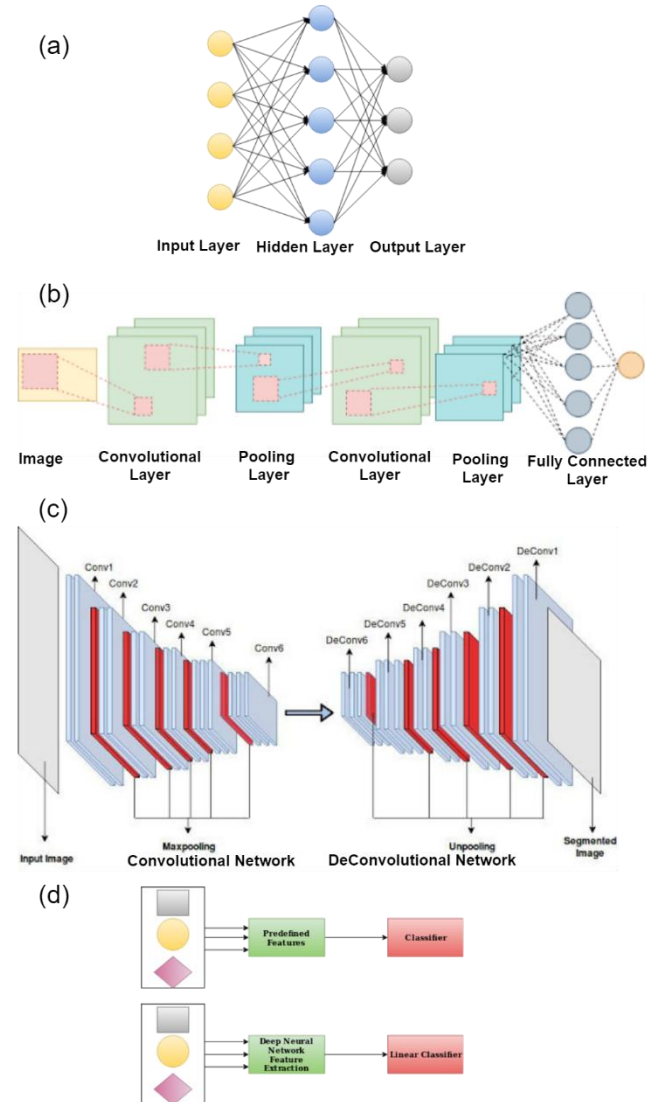 (a)
Input Layer Hidden Layer Output Layer
(b)
Image Convolutional Layer Pooling Layer Convolutional Layer Pooling Layer Fully Connected Layer
(c)
Conv1
Conv2
Conv3
Conv4
Conv5
Conv6
DeConv1
DeConv2
DeConv3
DeConv4
DeConv5
DeConv6
Input Image
Maxpooling
Convolutional Network
Unpooling
DeConvolutional Network
Segmented
Image
(d)
Predefined
Features
Classifier
Deep Neural
Network
Feature
Extraction
Linear Classifier